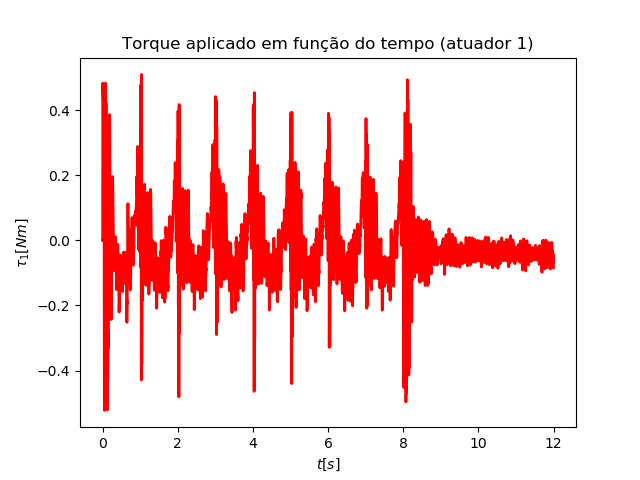 Torque aplicado em função do tempo (atuador 1)
0.4
0.2
0.0
−0.2
−0.4
τ₁[Nm]
0 2 4 6 8 10 12
t[s]